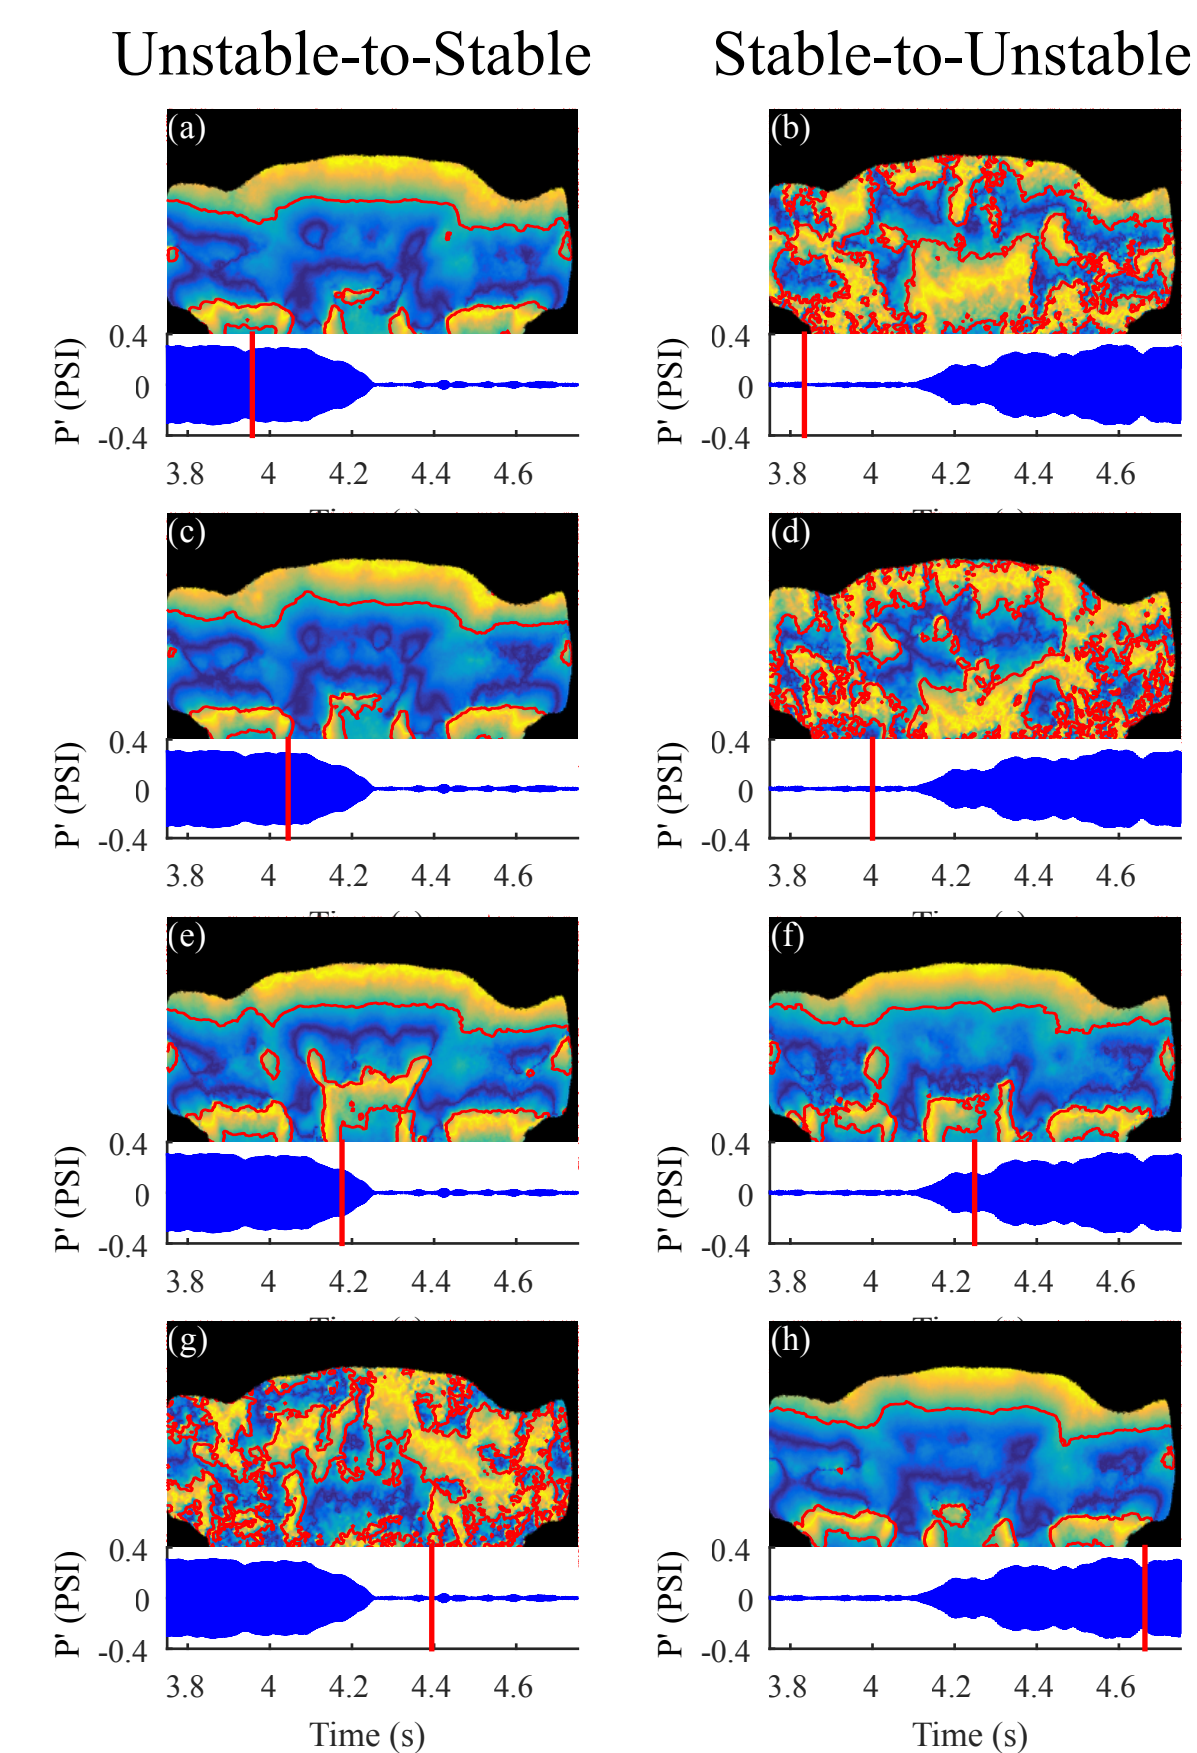 Unstable-to-Stable Stable-to-Unstable
(a) (b)
0.4 0.4
P' (PSI) P' (PSI)
0 0
-0.4 -0.4
3.8 4 4.2 4.4 4.6 3.8 4 4.2 4.4 4.6
Time (s) Time (s)
(c) (d)
0.4 0.4
P' (PSI) P' (PSI)
0 0
-0.4 -0.4
3.8 4 4.2 4.4 4.6 3.8 4 4.2 4.4 4.6
Time (s) Time (s)
(e) (f)
0.4 0.4
P' (PSI) P' (PSI)
0 0
-0.4 -0.4
3.8 4 4.2 4.4 4.6 3.8 4 4.2 4.4 4.6
Time (s) Time (s)
(g) (h)
0.4 0.4
P' (PSI) P' (PSI)
0 0
-0.4 -0.4
3.8 4 4.2 4.4 4.6 3.8 4 4.2 4.4 4.6
Time (s) Time (s)